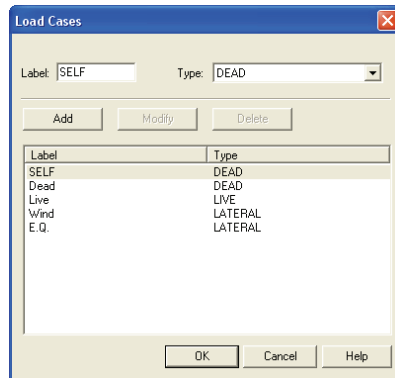 Load Cases
Label: SELF Type: DEAD
Add Modify Delete
Label Type
SELF DEAD
Dead DEAD
Live LIVE
Wind LATERAL
E.Q. LATERAL
OK Cancel Help